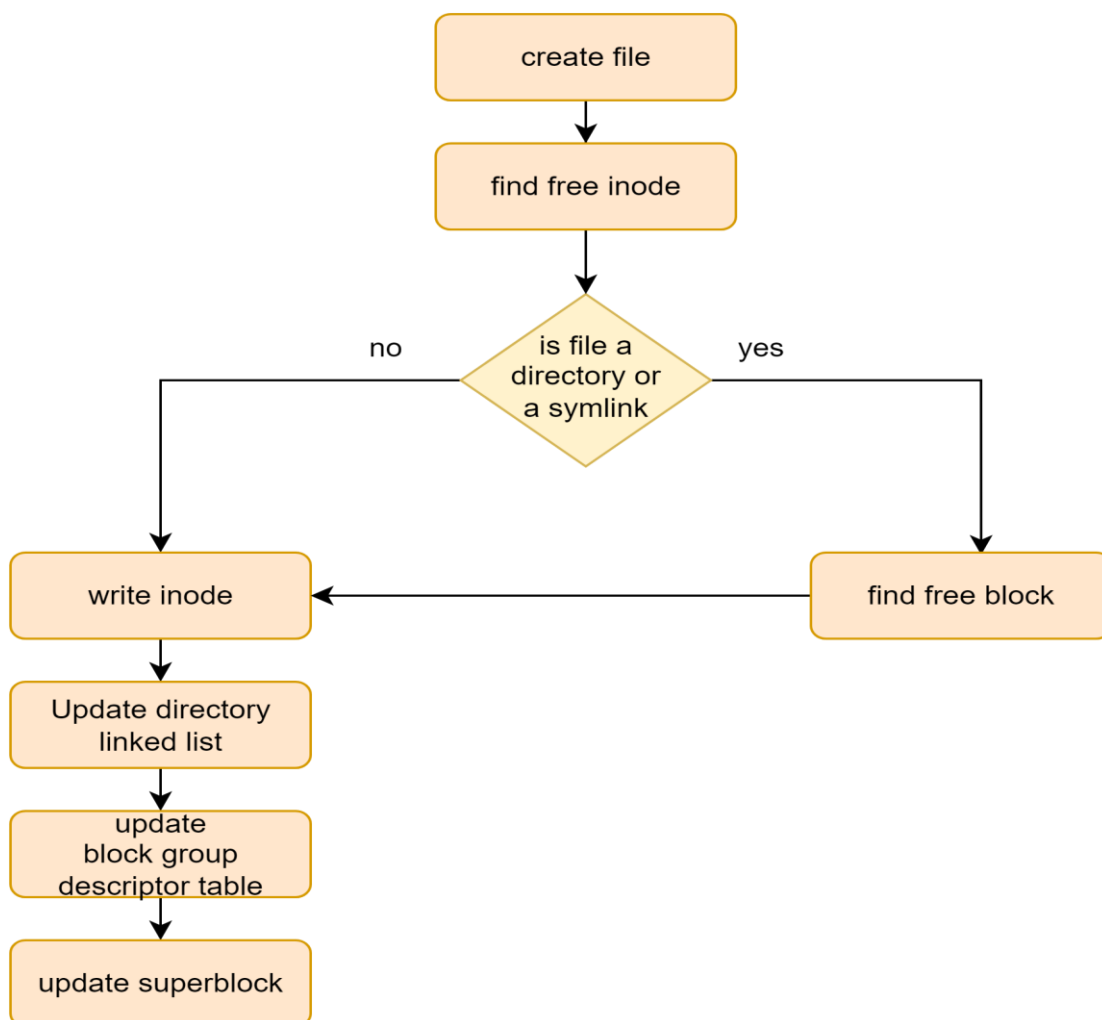 create file
find free inode
is file a
directory or
a symlink
no
yes
write inode
find free block
Update directory
linked list
update
block group
descriptor table
update superblock